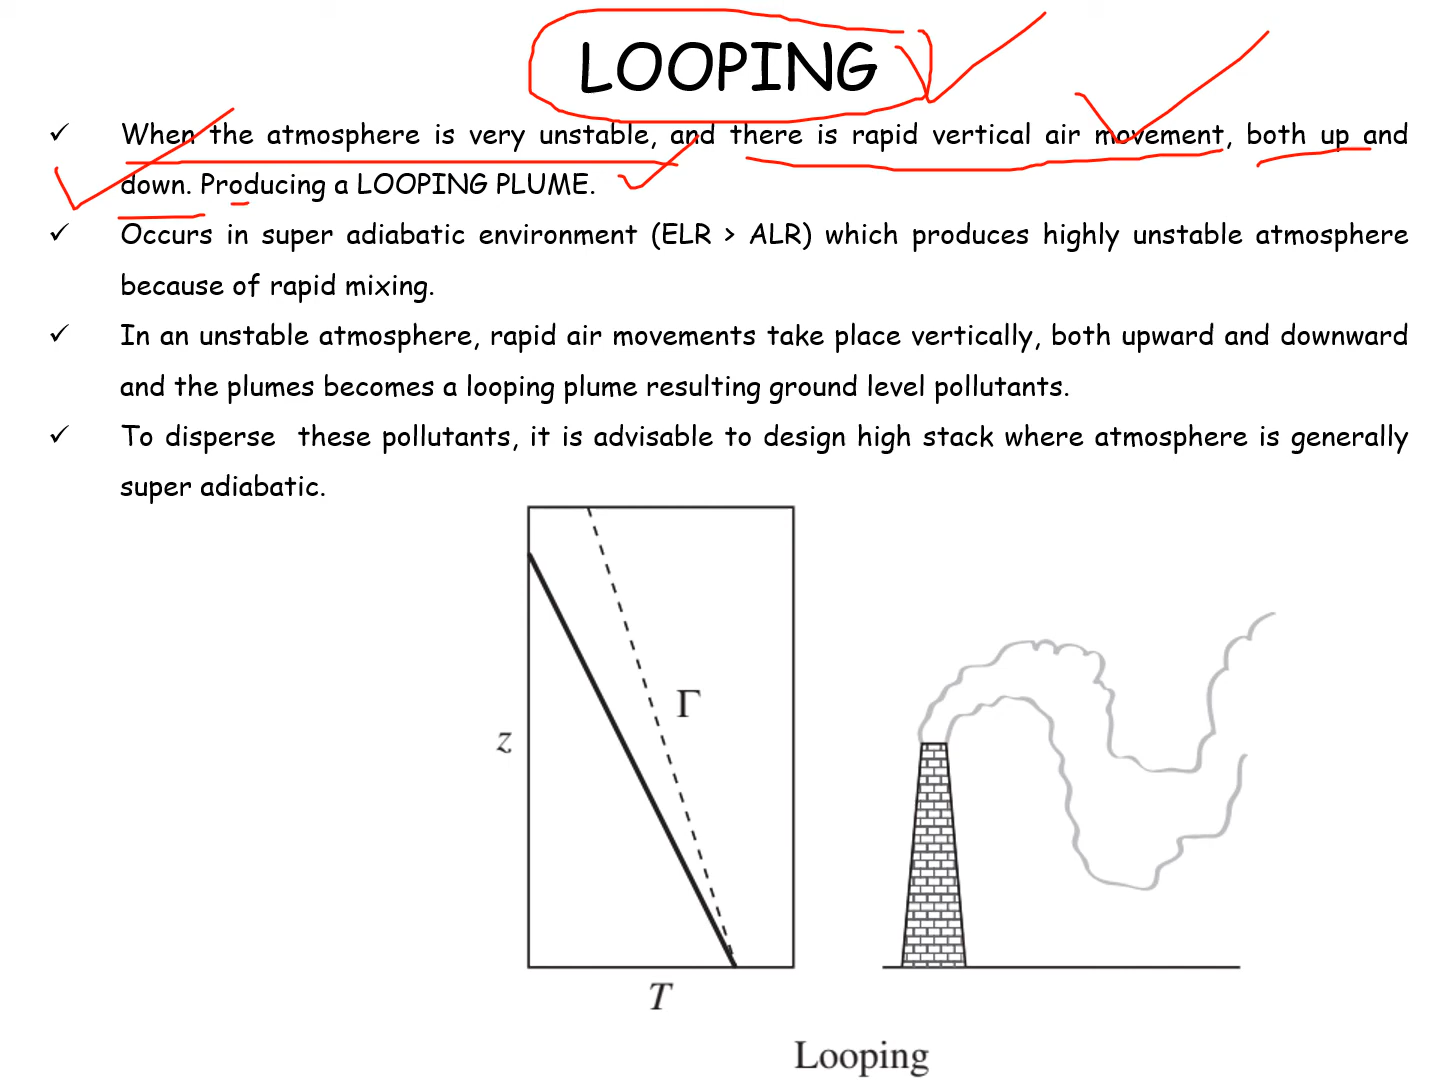 LOOPING
✓ When the atmosphere is very unstable, and there is rapid vertical air movement, both up and
down. Producing a LOOPING PLUME.
✓ Occurs in super adiabatic environment (ELR > ALR) which produces highly unstable atmosphere
because of rapid mixing.
✓ In an unstable atmosphere, rapid air movements take place vertically, both upward and downward
and the plumes becomes a looping plume resulting ground level pollutants.
✓ To disperse these pollutants, it is advisable to design high stack where atmosphere is generally
super adiabatic.
Γ
z
T
Looping